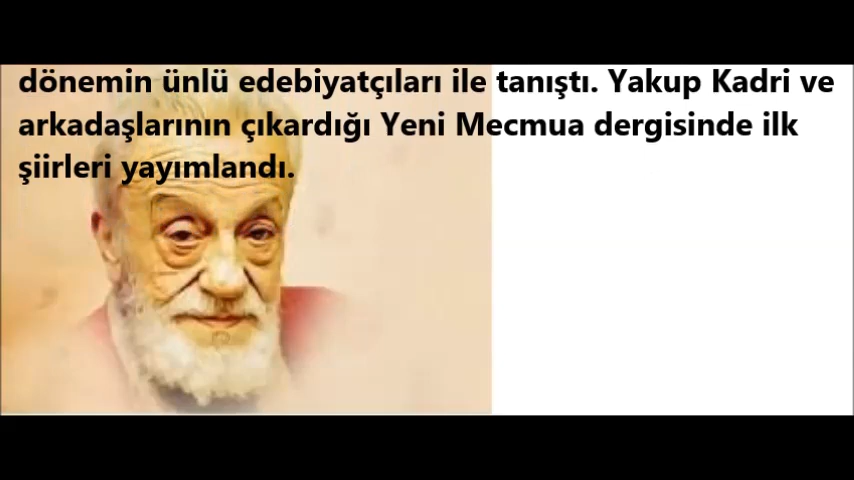 dönemin ünlü edebiyatçıları ile tanıştı. Yakup Kadri ve
arkadaşlarının çıkardığı Yeni Mecmua dergisinde ilk
şiirleri yayımlandı.